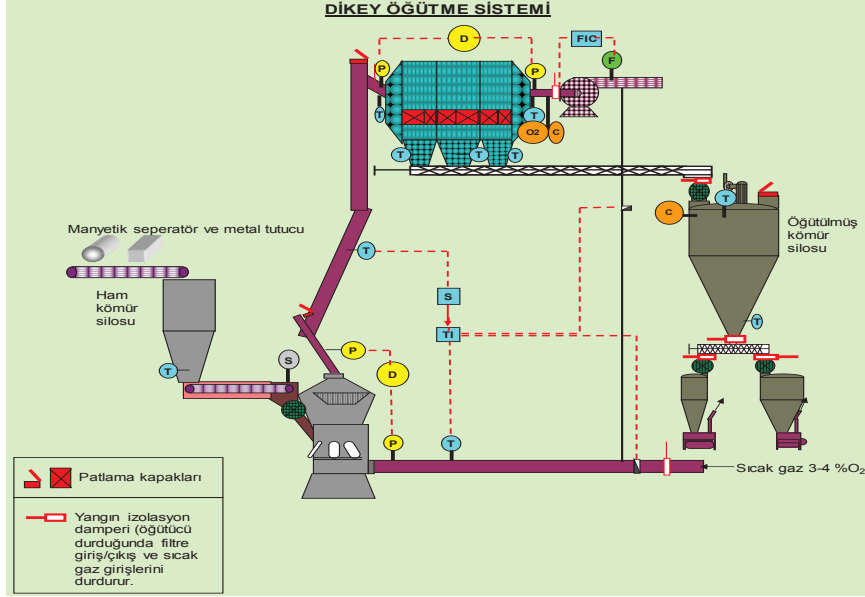 DİKEY ÖĞÜTME SİSTEMİ
D
FIC
P
P
F
T
T
O2
C
T
T
T
C
T
Öğütülmüş
kömür
silosu
Manyetik seperatör ve metal tutucu
Ham
kömür
silosu
T
S
TI
T
P
D
S
T
P
T
Sıcak gaz 3-4 %O₂
Patlama kapakları
Yangın izolasyon
damperi (öğütücü
durduğunda filtre
giriş/çıkış ve sıcak
gaz girişlerini
durdurur.